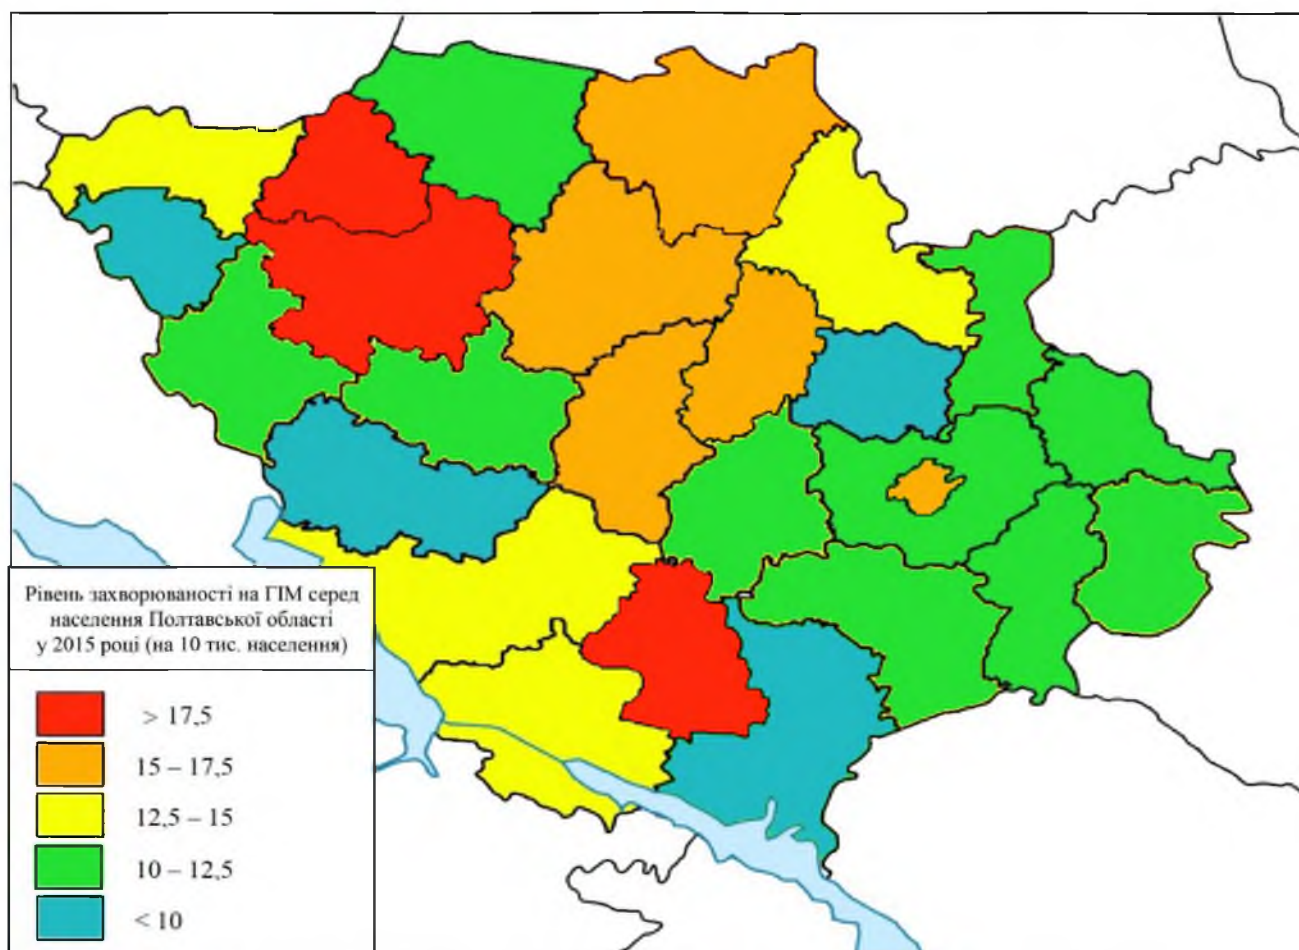 Рівень захворюваності на ГІМ серед
населення Полтавської області
у 2015 році (на 10 тис. населення)
> 17,5
15 – 17,5
12,5 – 15
10 – 12,5
< 10